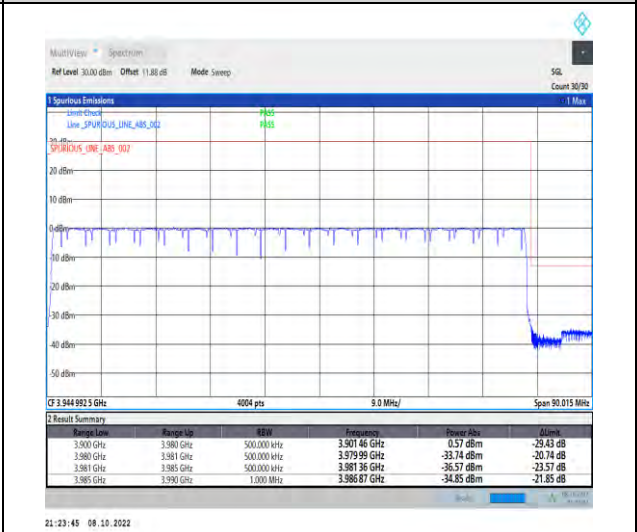 MultiView Spectrum
Ref Level 30.00 dBm Offset 11.88 dB Mode Sweep SGL
Count 30/30
1 Spurious Emissions 1 Max
Limit Check PASS
Line _SPURIOUS_LINE_ABS_002 PASS
_SPURIOUS_LINE_ABS_002
20 dBm
10 dBm
0 dBm
-10 dBm
-20 dBm
-30 dBm
-40 dBm
-50 dBm
CF 3.944 992 5 GHz 4004 pts 9.0 MHz/ Span 90.015 MHz
2 Result Summary
Range Low Range Up RBW Frequency Power Abs ΔLimit
3.900 GHz 3.980 GHz 500.000 kHz 3.901 46 GHz 0.57 dBm -29.43 dB
3.980 GHz 3.981 GHz 500.000 kHz 3.979 99 GHz -33.74 dBm -20.74 dB
3.981 GHz 3.985 GHz 500.000 kHz 3.981 36 GHz -36.57 dBm -23.57 dB
3.985 GHz 3.990 GHz 1.000 MHz 3.986 87 GHz -34.85 dBm -21.85 dB
21:23:45 08.10.2022